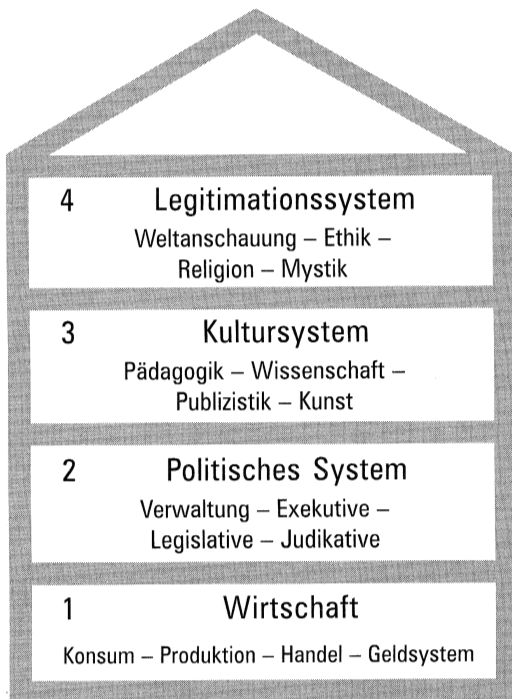 4 Legitimationssystem
Weltanschauung – Ethik –
Religion – Mystik
3 Kultursystem
Pädagogik – Wissenschaft –
Publizistik – Kunst
2 Politisches System
Verwaltung – Exekutive –
Legislative – Judikative
1 Wirtschaft
Konsum – Produktion – Handel – Geldsystem